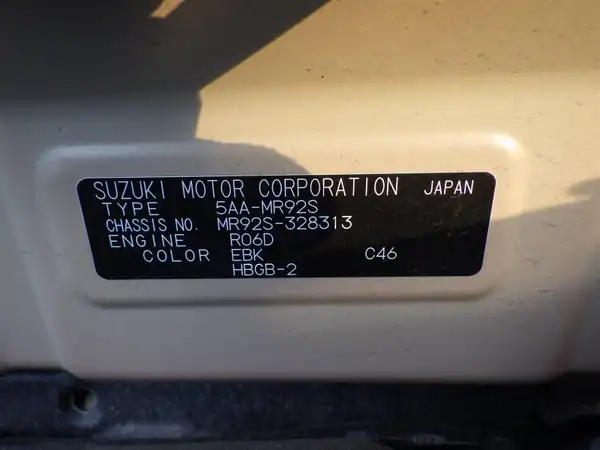 SUZUKI MOTOR CORPORATION JAPAN
TYPE 5AA-MR92S
CHASSIS NO. MR92S-328313
ENGINE R06D
COLOR EBK C46
HBGB-2